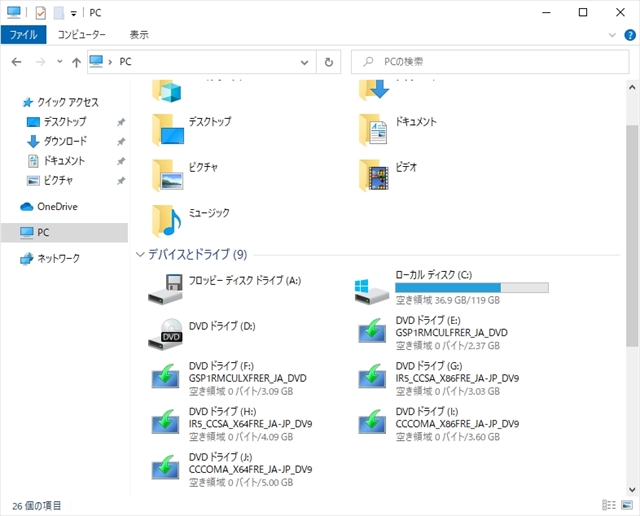 PC
ファイル コンピューター 表示
PC
PCの検索
クイック アクセス
デスクトップ
ダウンロード
ドキュメント
ピクチャ
OneDrive
PC
ネットワーク
デスクトップ
ドキュメント
ピクチャ
ビデオ
ミュージック
デバイスとドライブ (9)
フロッピー ディスク ドライブ (A:)
ローカル ディスク (C:)
空き領域 36.9 GB/119 GB
DVD ドライブ (D:)
DVD
DVD ドライブ (E:)
GSP1RMCULFRER_JA_DVD
空き領域 0 バイト/2.37 GB
DVD ドライブ (F:)
GSP1RMCULXFRER_JA_DVD
空き領域 0 バイト/3.09 GB
DVD ドライブ (G:)
IR5_CCSA_X86FRE_JA-JP_DV9
空き領域 0 バイト/3.03 GB
DVD ドライブ (H:)
IR5_CCSA_X64FRE_JA-JP_DV9
空き領域 0 バイト/4.09 GB
DVD ドライブ (I:)
CCCOMA_X86FRE_JA-JP_DV9
空き領域 0 バイト/3.60 GB
DVD ドライブ (J:)
CCCOMA_X64FRE_JA-JP_DV9
空き領域 0 バイト/5.00 GB
26 個の項目